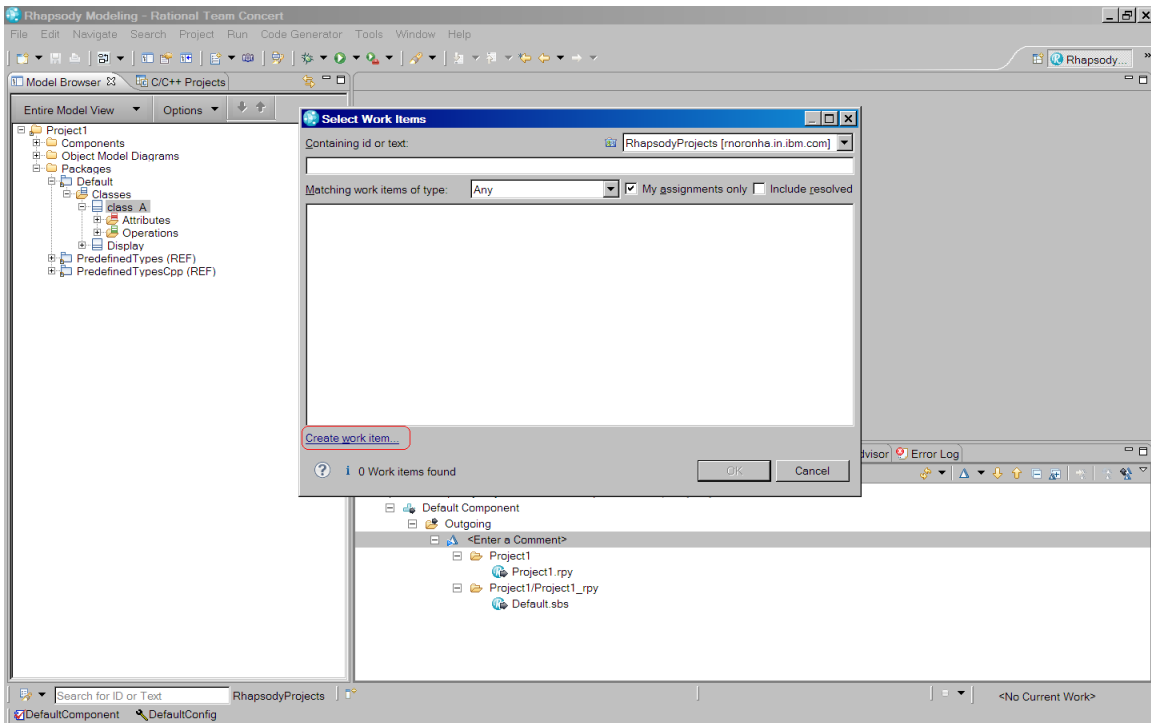 Rhapsody Modeling - Rational Team Concert
File Edit Navigate Search Project Run Code Generator Tools Window Help
Rhapsody... »
Model Browser C/C++ Projects
Entire Model View Options
Project1
Components
Object Model Diagrams
Packages
Default
Classes
class_A
Attributes
Operations
Display
PredefinedTypes (REF)
PredefinedTypesCpp (REF)
Select Work Items
Containing id or text:
RhapsodyProjects [rnoronha.in.ibm.com]
Matching work items of type: Any My assignments only Include resolved
Create work item...
0 Work items found
OK Cancel
Error Log
Default Component
Outgoing
<Enter a Comment>
Project1
Project1.rpy
Project1/Project1_rpy
Default.sbs
Search for ID or Text RhapsodyProjects <No Current Work>
DefaultComponent DefaultConfig